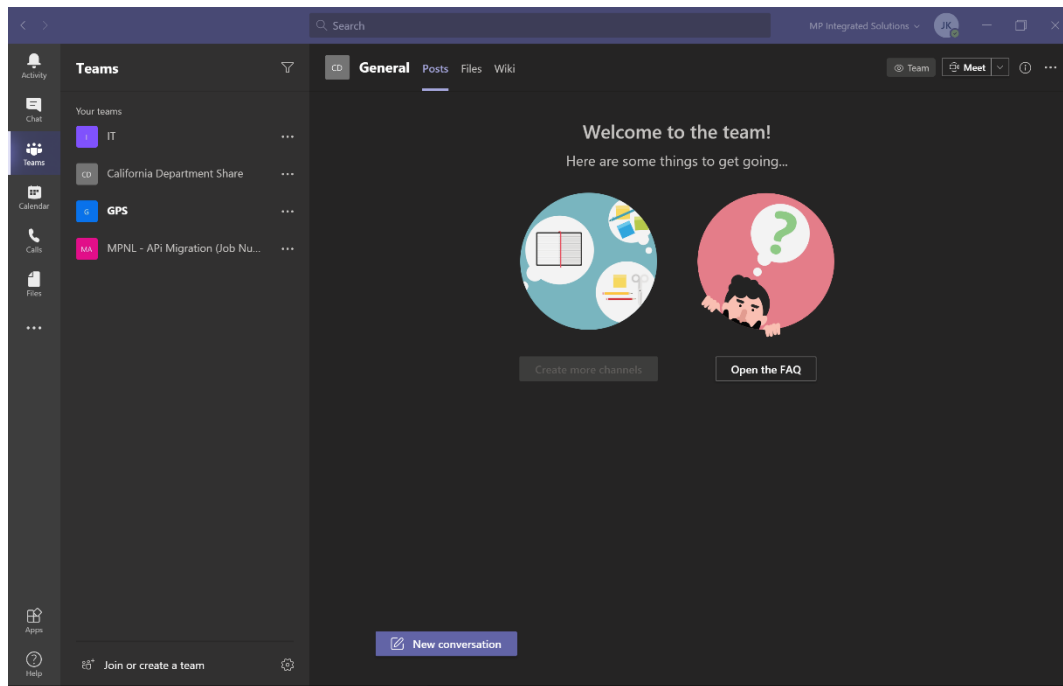 Search
MP Integrated Solutions
JK
Activity
Chat
Teams
Calendar
Calls
Files
Apps
Help
Teams
Your teams
I IT
CD California Department Share
G GPS
MA MPNL - APi Migration (Job Nu...
Join or create a team
CD General Posts Files Wiki
Team Meet
Welcome to the team!
Here are some things to get going...
?
Create more channels
Open the FAQ
New conversation